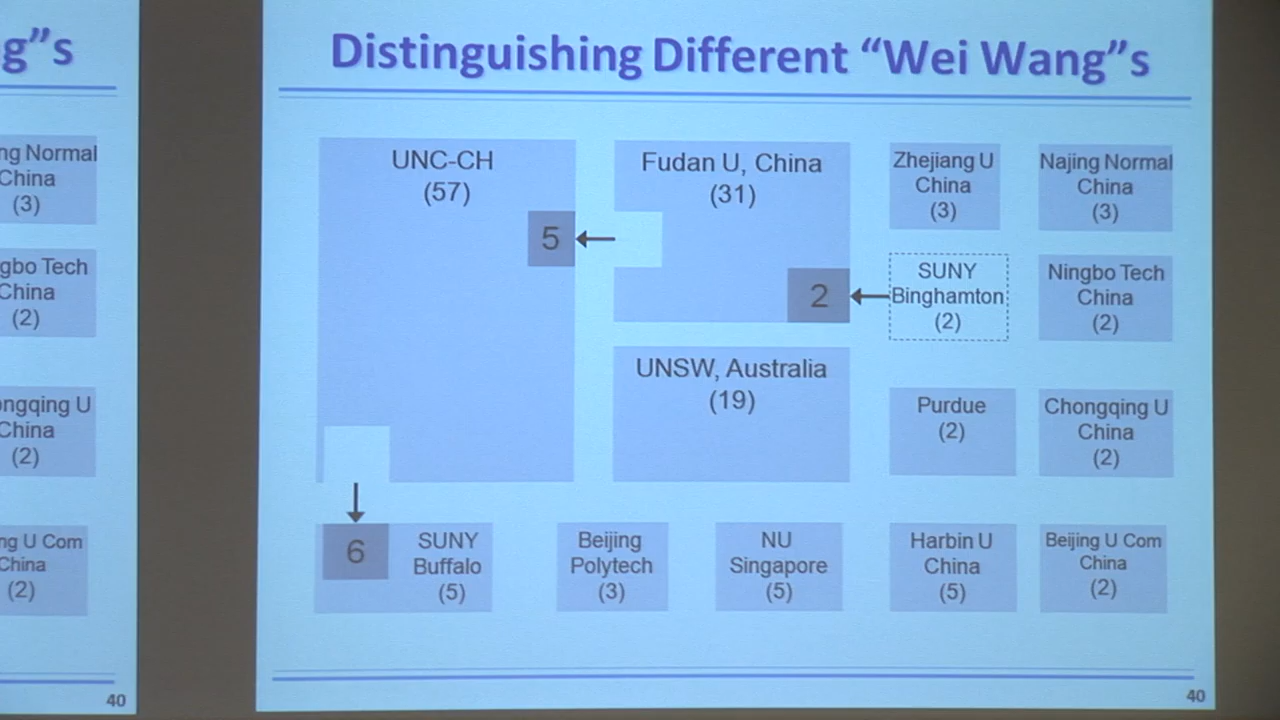 g”s
ng Normal
China
(3)
gbo Tech
China
(2)
ongqing U
China
(2)
ng U Com
China
(2)
40
Distinguishing Different “Wei Wang”s
UNC-CH
(57)
5
Fudan U, China
(31)
2
Zhejiang U
China
(3)
Najing Normal
China
(3)
SUNY
Binghamton
(2)
Ningbo Tech
China
(2)
UNSW, Australia
(19)
Purdue
(2)
Chongqing U
China
(2)
6
SUNY
Buffalo
(5)
Beijing
Polytech
(3)
NU
Singapore
(5)
Harbin U
China
(5)
Beijing U Com
China
(2)
40